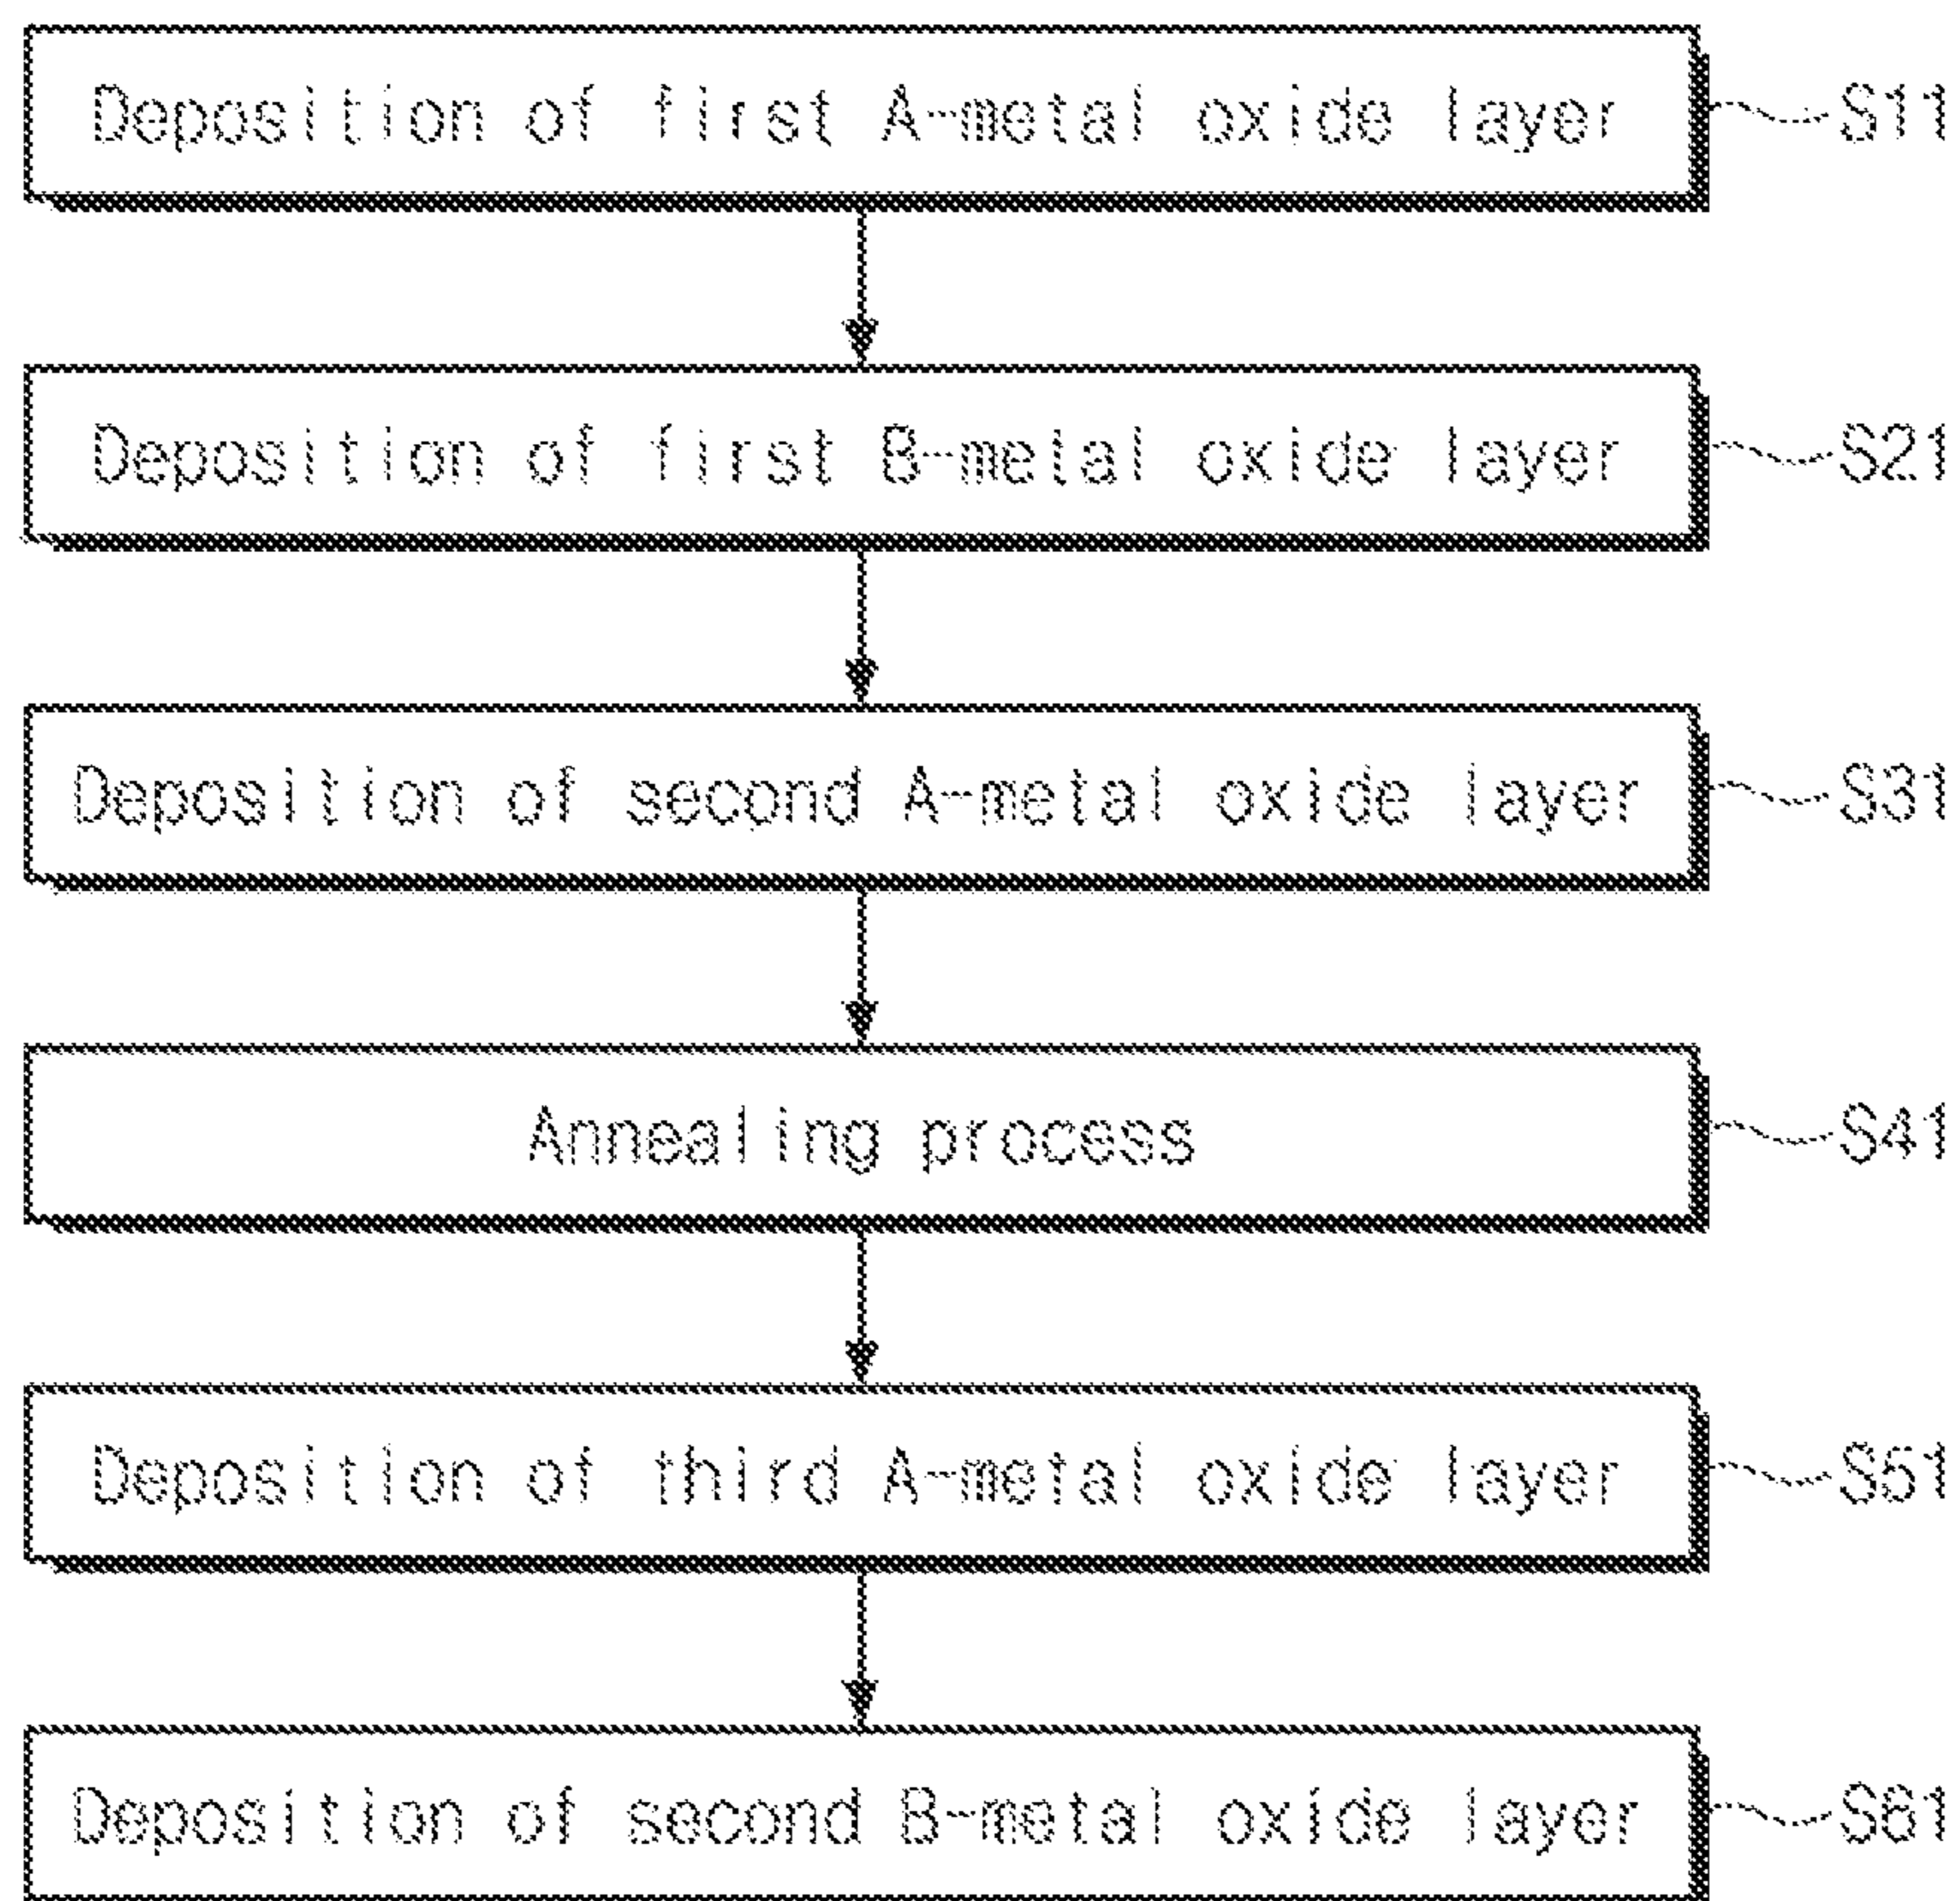 Deposition of first A-metal oxide layer S11
Deposition of first B-metal oxide layer S21
Deposition of second A-metal oxide layer S31
Annealing process S41
Deposition of third A-metal oxide layer S51
Deposition of second B-metal oxide layer S61